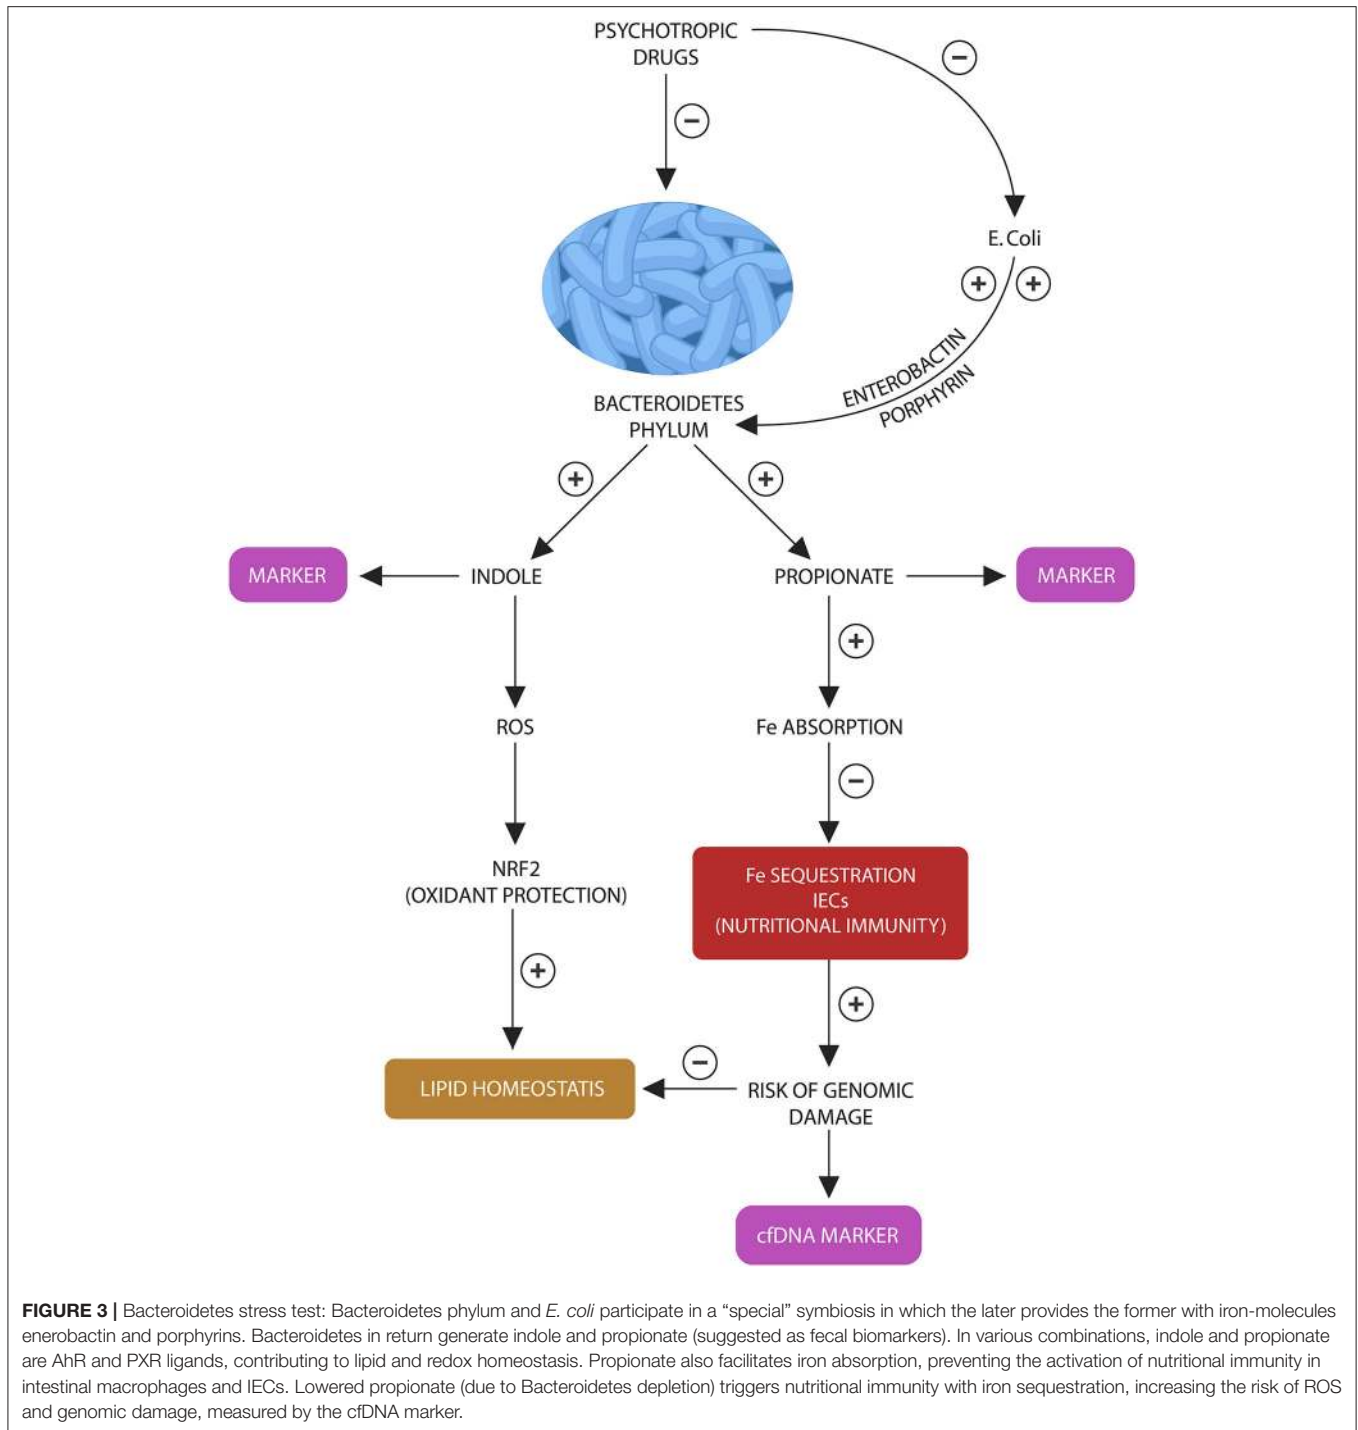 PSYCHOTROPIC
DRUGS
−
−
E. Coli
+
+
ENTEROBACTIN
PORPHYRIN
BACTEROIDETES
PHYLUM
+
+
MARKER
INDOLE
PROPIONATE
MARKER
+
ROS
Fe ABSORPTION
−
NRF2
(OXIDANT PROTECTION)
Fe SEQUESTRATION
IECs
(NUTRITIONAL IMMUNITY)
+
+
LIPID HOMEOSTATIS
−
RISK OF GENOMIC
DAMAGE
cfDNA MARKER
FIGURE 3 | Bacteroidetes stress test: Bacteroidetes phylum and E. coli participate in a “special” symbiosis in which the later provides the former with iron-molecules
enerobactin and porphyrins. Bacteroidetes in return generate indole and propionate (suggested as fecal biomarkers). In various combinations, indole and propionate
are AhR and PXR ligands, contributing to lipid and redox homeostasis. Propionate also facilitates iron absorption, preventing the activation of nutritional immunity in
intestinal macrophages and IECs. Lowered propionate (due to Bacteroidetes depletion) triggers nutritional immunity with iron sequestration, increasing the risk of ROS
and genomic damage, measured by the cfDNA marker.